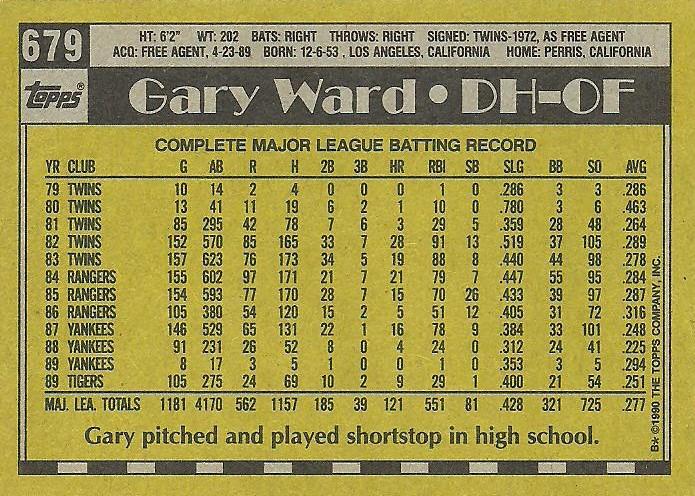 679
HT: 6'2" WT: 202 BATS: RIGHT THROWS: RIGHT SIGNED: TWINS-1972, AS FREE AGENT
ACQ: FREE AGENT, 4-23-89 BORN: 12-6-53, LOS ANGELES, CALIFORNIA HOME: PERRIS, CALIFORNIA
topps®
Gary Ward • DH-OF
COMPLETE MAJOR LEAGUE BATTING RECORD
YR CLUB G AB R H 2B 3B HR RBI SB SLG BB SO AVG
79 TWINS 10 14 2 4 0 0 0 1 0 .286 3 3 .286
80 TWINS 13 41 11 19 6 2 1 10 0 .780 3 6 .463
81 TWINS 85 295 42 78 7 6 3 29 5 .359 28 48 .264
82 TWINS 152 570 85 165 33 7 28 91 13 .519 37 105 .289
83 TWINS 157 623 76 173 34 5 19 88 8 .440 44 98 .278
84 RANGERS 155 602 97 171 21 7 21 79 7 .447 55 95 .284
85 RANGERS 154 593 77 170 28 7 15 70 26 .433 39 97 .287
86 RANGERS 105 380 54 120 15 2 5 51 12 .405 31 72 .316
87 YANKEES 146 529 65 131 22 1 16 78 9 .384 33 101 .248
88 YANKEES 91 231 26 52 8 0 4 24 0 .312 24 41 .225
89 YANKEES 8 17 3 5 1 0 0 1 0 .353 3 5 .294
89 TIGERS 105 275 24 69 10 2 9 29 1 .400 21 54 .251
MAJ. LEA. TOTALS 1181 4170 562 1157 185 39 121 551 81 .428 321 725 .277
Gary pitched and played shortstop in high school.
B* ©1990 THE TOPPS COMPANY, INC.